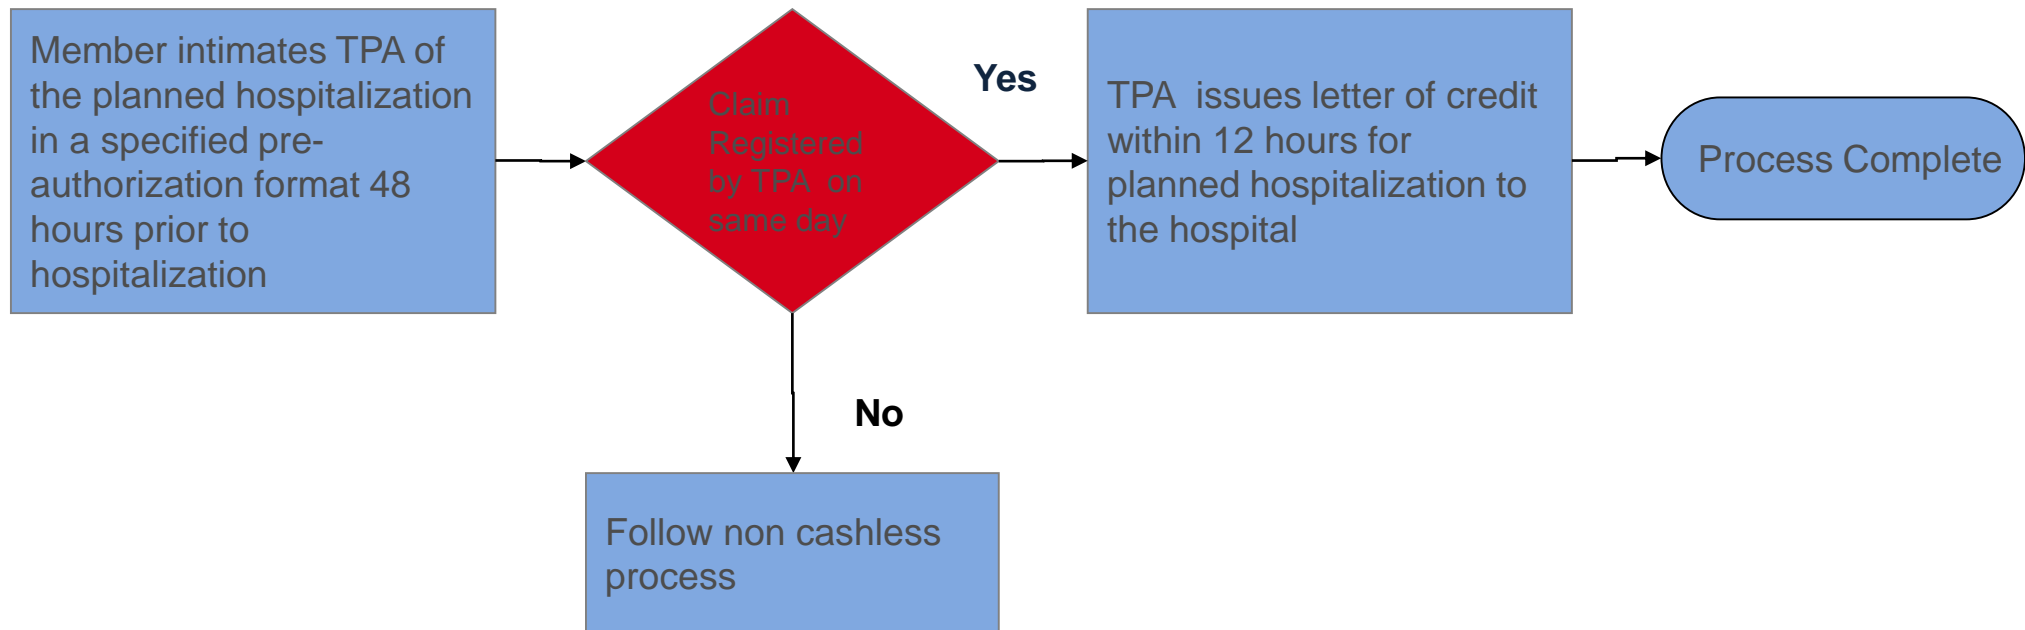 Member intimates TPA of
the planned hospitalization
in a specified pre-
authorization format 48
hours prior to
hospitalization
Claim
Registered
by TPA on
same day
Yes
TPA issues letter of credit
within 12 hours for
planned hospitalization to
the hospital
Process Complete
No
Follow non cashless
process